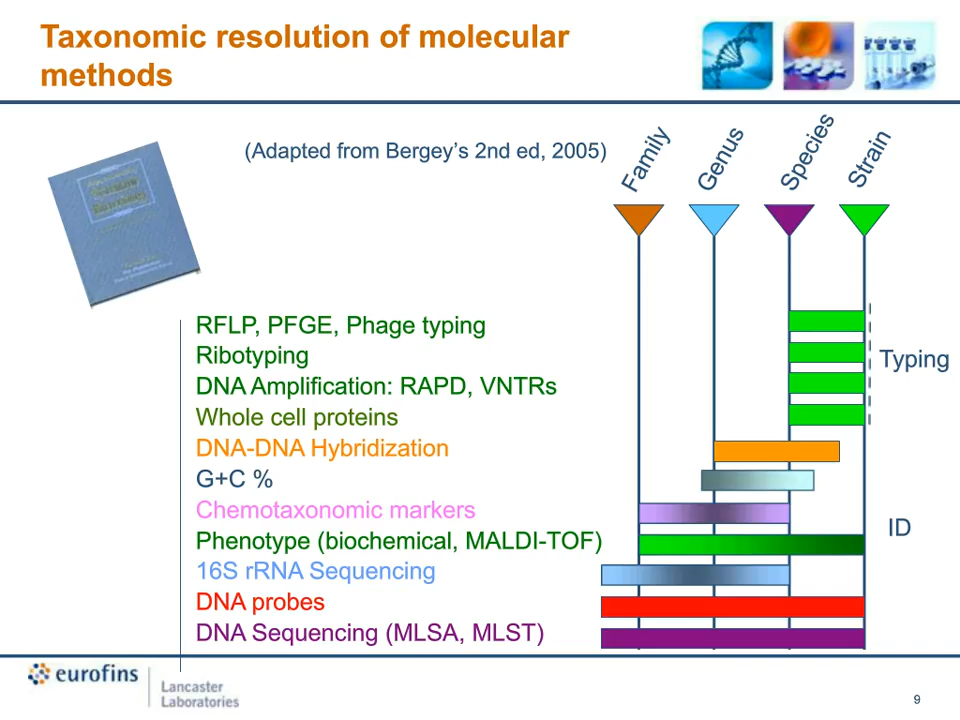 Taxonomic resolution of molecular
methods
(Adapted from Bergey's 2nd ed, 2005)
Family
Genus
Species
Strain
RFLP, PFGE, Phage typing
Ribotyping
DNA Amplification: RAPD, VNTRs
Whole cell proteins
DNA-DNA Hybridization
G+C %
Chemotaxonomic markers
Phenotype (biochemical, MALDI-TOF)
16S rRNA Sequencing
DNA probes
DNA Sequencing (MLSA, MLST)
Typing
ID
eurofins
Lancaster
Laboratories
9